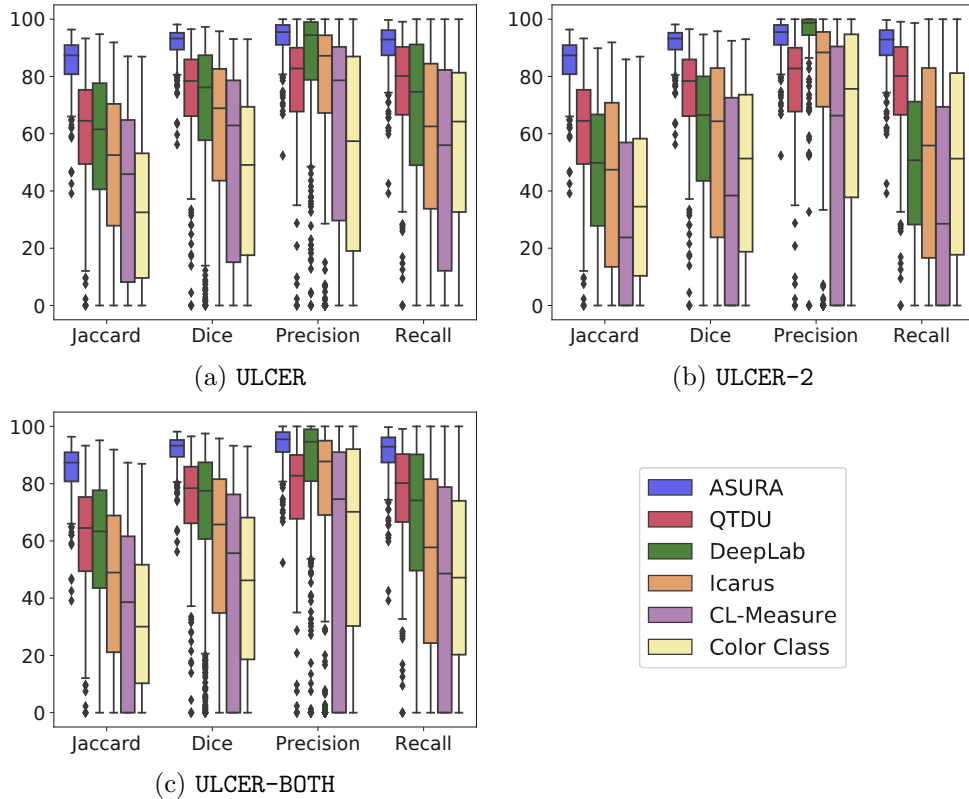 100
80
60
40
20
0
Jaccard Dice Precision Recall
(a) ULCER
100
80
60
40
20
0
Jaccard Dice Precision Recall
(b) ULCER-2
100
80
60
40
20
0
Jaccard Dice Precision Recall
(c) ULCER-BOTH
ASURA
QTDU
DeepLab
Icarus
CL-Measure
Color Class